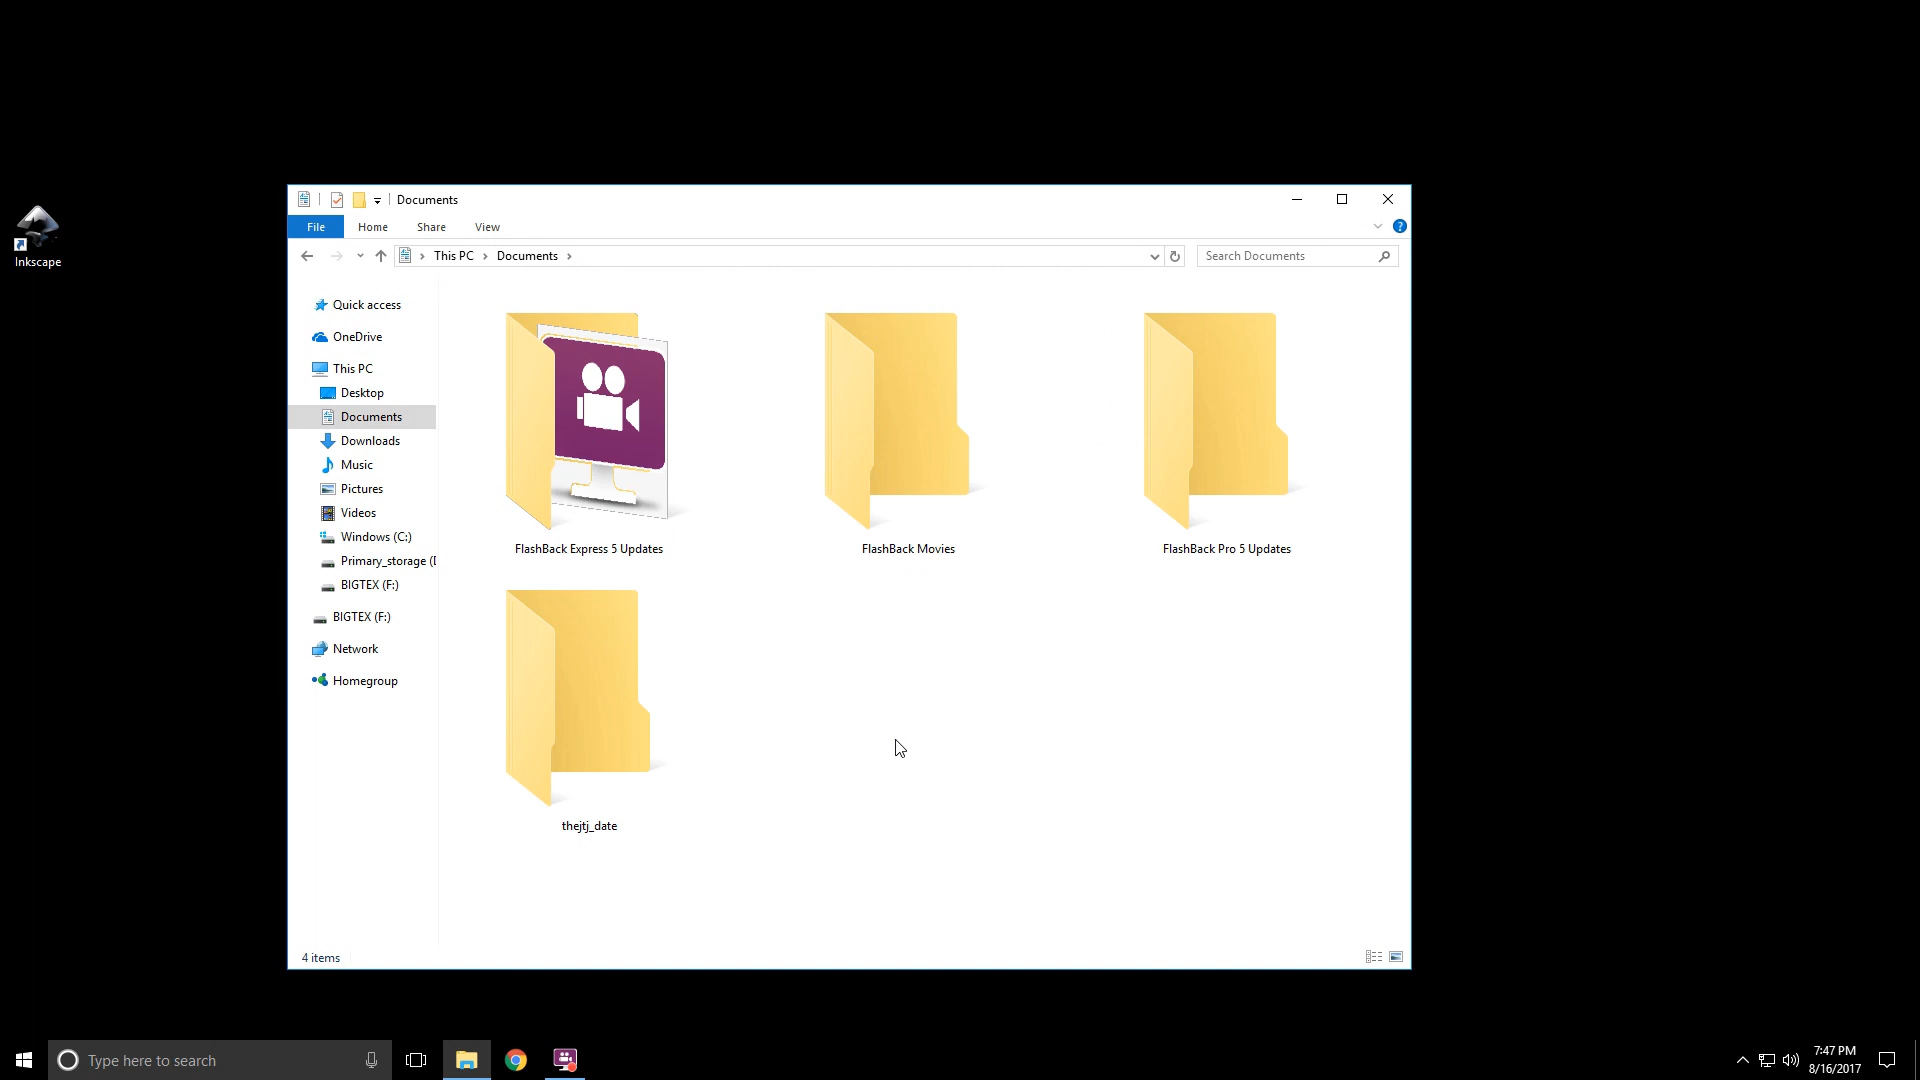 Inkscape
Documents
File Home Share View
This PC Documents
Search Documents
Quick access
OneDrive
This PC
Desktop
Documents
Downloads
Music
Pictures
Videos
Windows (C:)
Primary_storage (
BIGTEX (F:)
BIGTEX (F:)
Network
Homegroup
FlashBack Express 5 Updates
FlashBack Movies
FlashBack Pro 5 Updates
thejtj_date
4 items
Type here to search
7:47 PM
8/16/2017